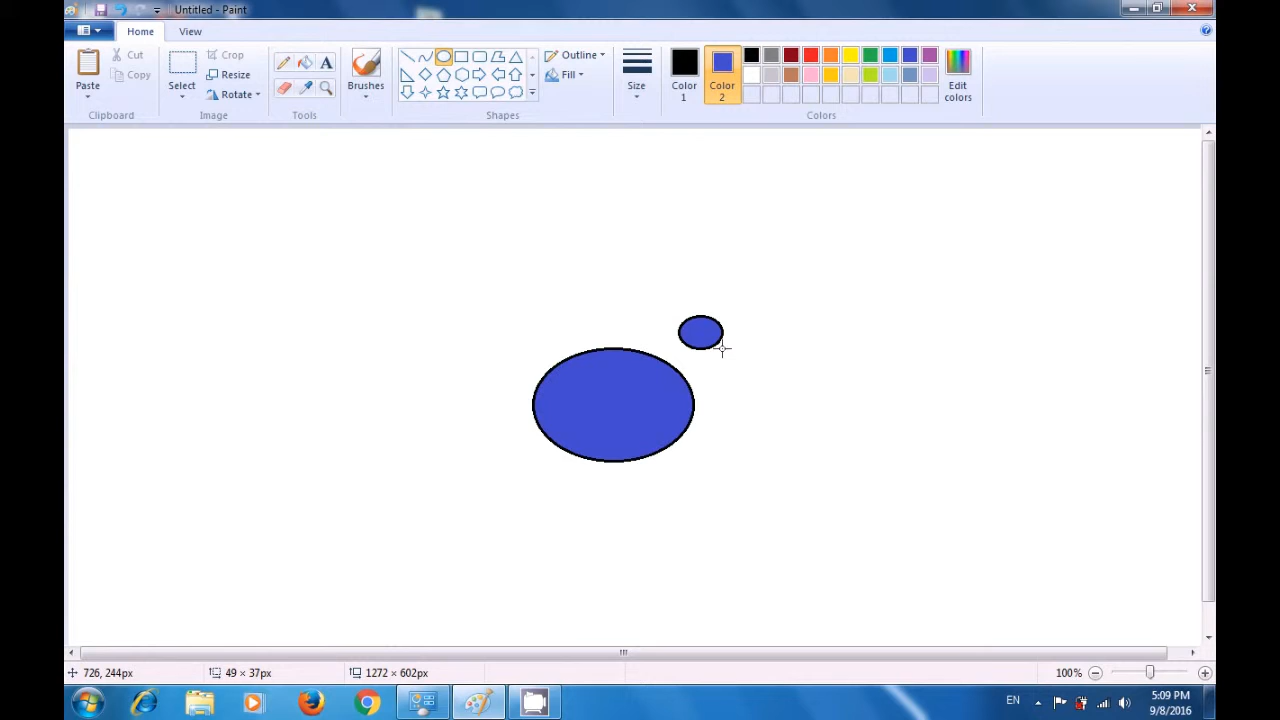 Untitled - Paint
Home View
Paste
Cut
Copy
Clipboard
Select
Crop
Resize
Rotate
Image
A
Tools
Brushes
Outline
Fill
Shapes
Size
Color 1
Color 2
Edit colors
Colors
726, 244px
49 × 37px
1272 × 602px
100%
EN
5:09 PM
9/8/2016